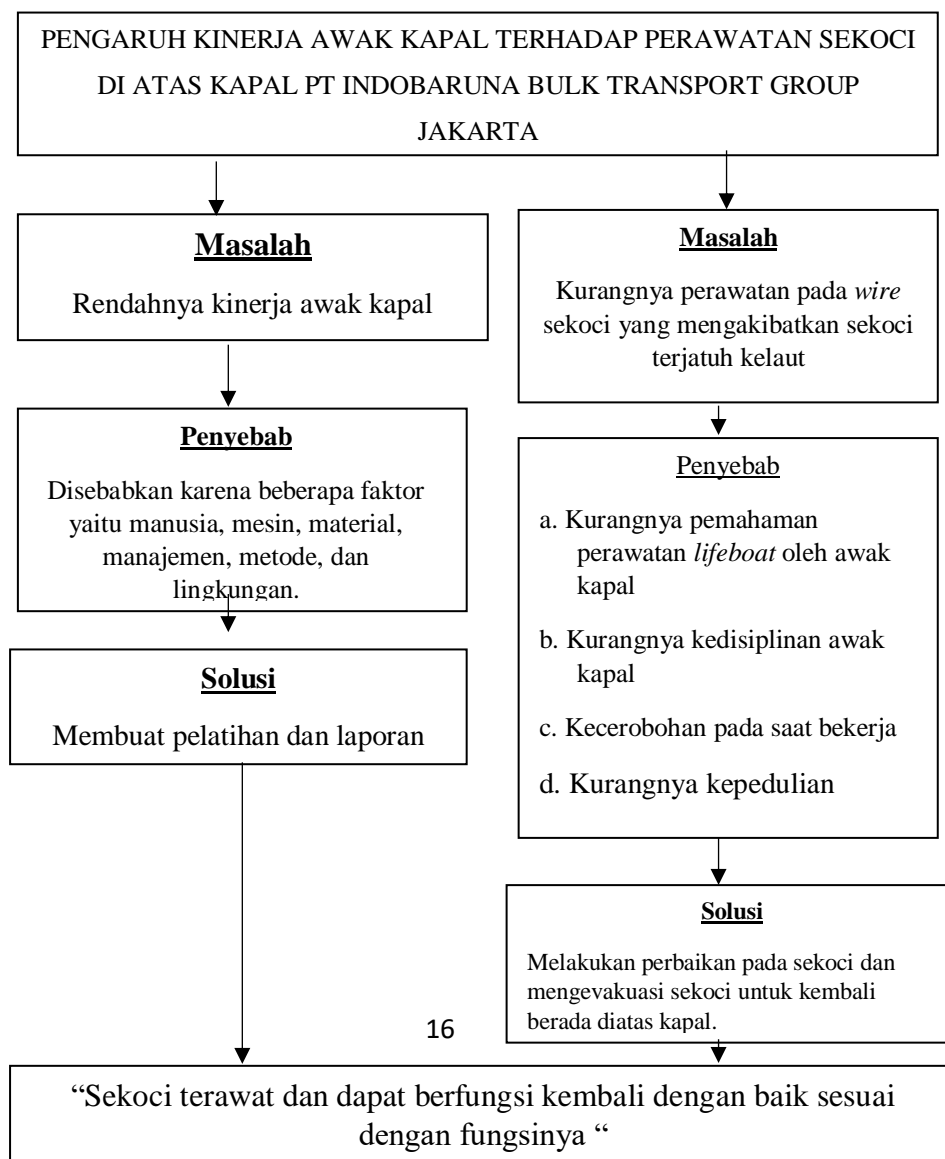 PENGARUH KINERJA AWAK KAPAL TERHADAP PERAWATAN SEKOCI
DI ATAS KAPAL PT INDOBARUNA BULK TRANSPORT GROUP
JAKARTA
Masalah
Rendahnya kinerja awak kapal
Penyebab
Disebabkan karena beberapa faktor
yaitu manusia, mesin, material,
manajemen, metode, dan
lingkungan.
Solusi
Membuat pelatihan dan laporan
Masalah
Kurangnya perawatan pada wire
sekoci yang mengakibatkan sekoci
terjatuh kelaut
Penyebab
a. Kurangnya pemahaman
perawatan lifeboat oleh awak
kapal
b. Kurangnya kedisiplinan awak
kapal
c. Kecerobohan pada saat bekerja
d. Kurangnya kepedulian
Solusi
Melakukan perbaikan pada sekoci dan
mengevakuasi sekoci untuk kembali
berada diatas kapal.
16
“Sekoci terawat dan dapat berfungsi kembali dengan baik sesuai
dengan fungsinya “